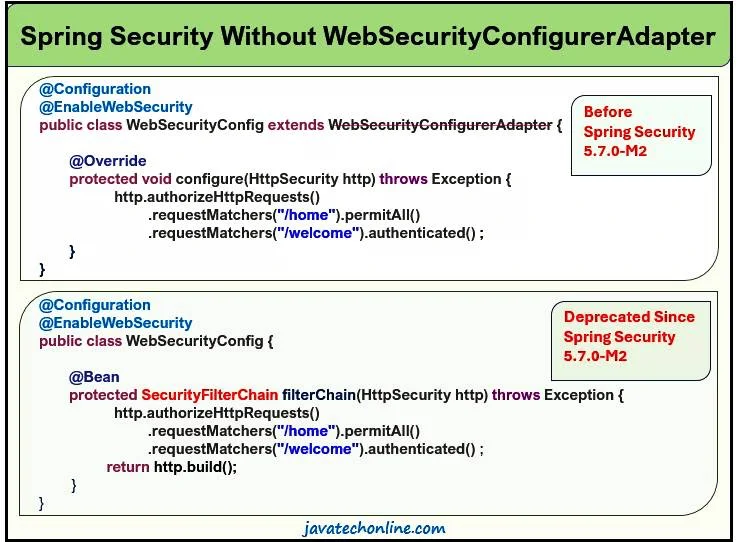 Spring Security Without WebSecurityConfigurerAdapter
@Configuration
@EnableWebSecurity
public class WebSecurityConfig extends WebSecurityConfigurerAdapter {
Before
Spring Security
5.7.0-M2
@Override
protected void configure(HttpSecurity http) throws Exception {
http.authorizeHttpRequests()
.requestMatchers("/home").permitAll()
.requestMatchers("/welcome").authenticated() ;
}
}
@Configuration
@EnableWebSecurity
public class WebSecurityConfig {
Deprecated Since
Spring Security
5.7.0-M2
@Bean
protected SecurityFilterChain filterChain(HttpSecurity http) throws Exception {
http.authorizeHttpRequests()
.requestMatchers("/home").permitAll()
.requestMatchers("/welcome").authenticated() ;
return http.build();
}
}
javatechonline.com